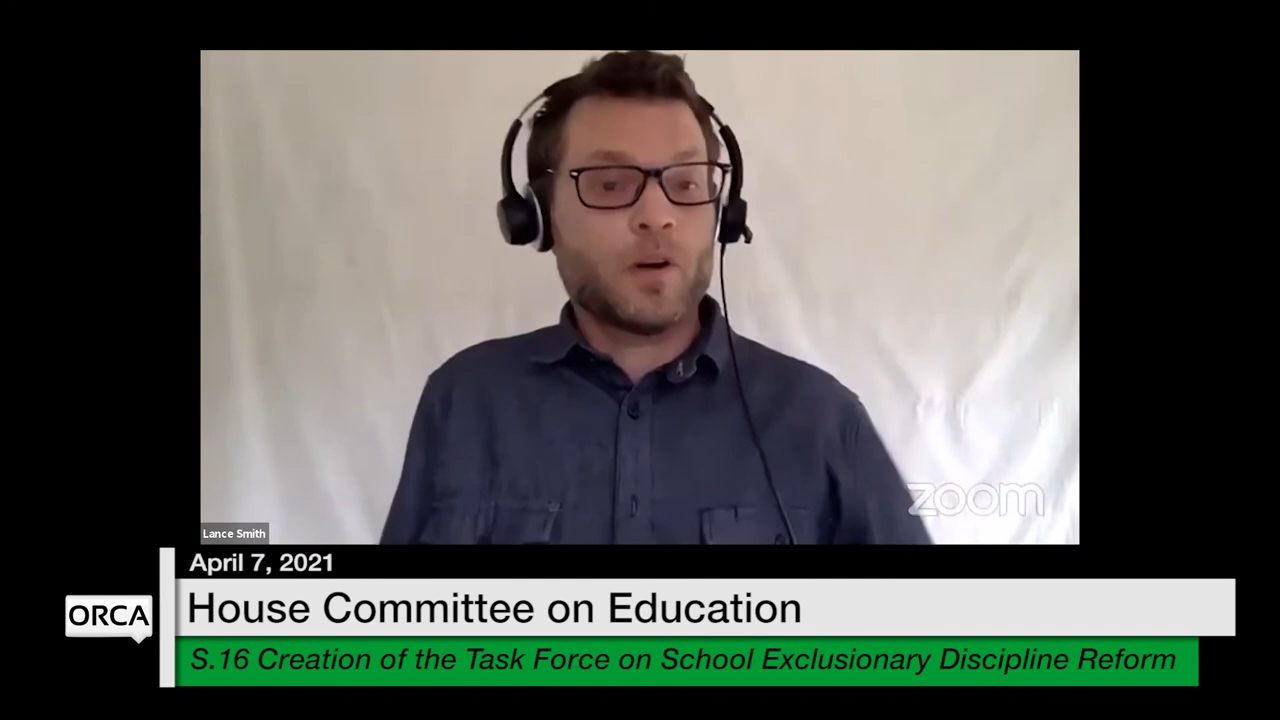 zoom
Lance Smith
April 7, 2021
ORCA
House Committee on Education
S.16 Creation of the Task Force on School Exclusionary Discipline Reform